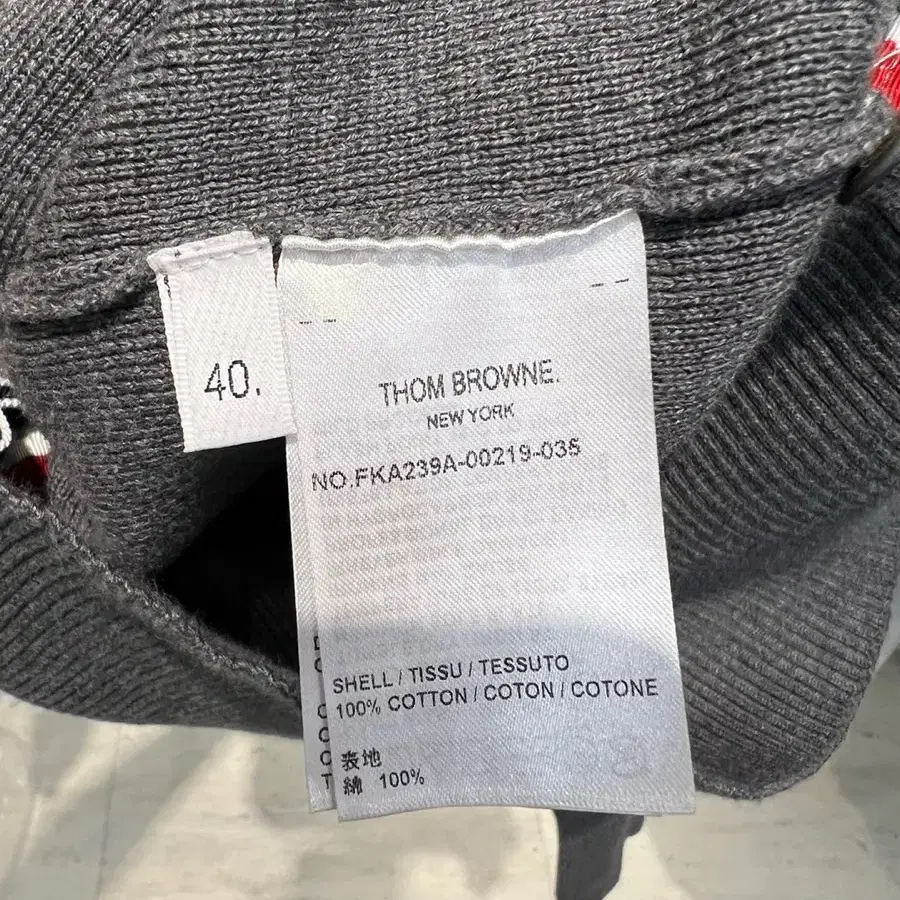 40.
THOM BROWNE.
NEW YORK
NO.FKA239A-00219-035
SHELL / TISSU / TESSUTO
100% COTTON / COTON / COTONE
表地
綿 100%